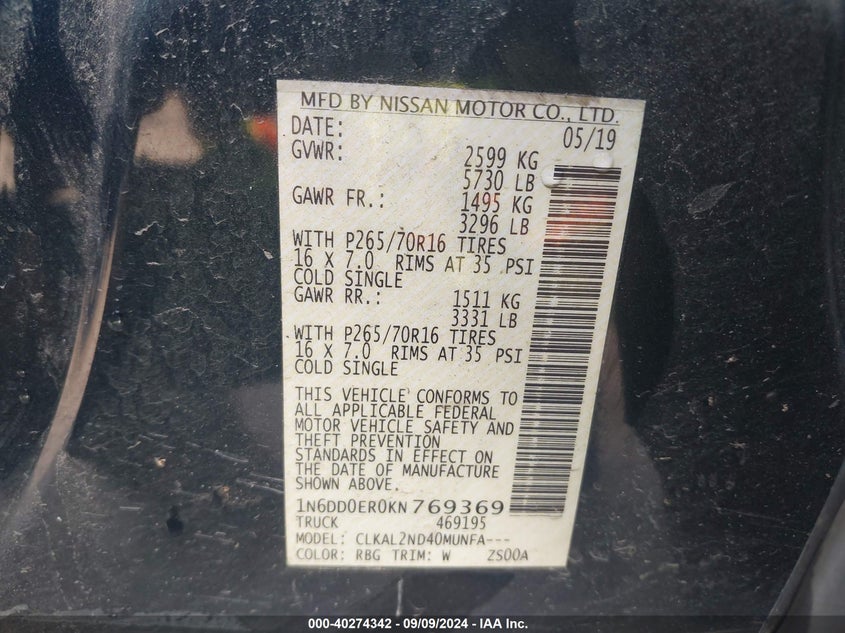 MFD BY NISSAN MOTOR CO., LTD.
DATE: 05/19
GVWR: 2599 KG
5730 LB
GAWR FR.: 1495 KG
3296 LB
WITH P265/70R16 TIRES
16 X 7.0 RIMS AT 35 PSI
COLD SINGLE
GAWR RR.: 1511 KG
3331 LB
WITH P265/70R16 TIRES
16 X 7.0 RIMS AT 35 PSI
COLD SINGLE
THIS VEHICLE CONFORMS TO
ALL APPLICABLE FEDERAL
MOTOR VEHICLE SAFETY AND
THEFT PREVENTION
STANDARDS IN EFFECT ON
THE DATE OF MANUFACTURE
SHOWN ABOVE.
1N6DD0ER0KN769369
TRUCK 469195
MODEL: CLKAL2ND40MUNFA---
COLOR: RBG TRIM: W ZS00A
000-40274342 - 09/09/2024 - IAA Inc.